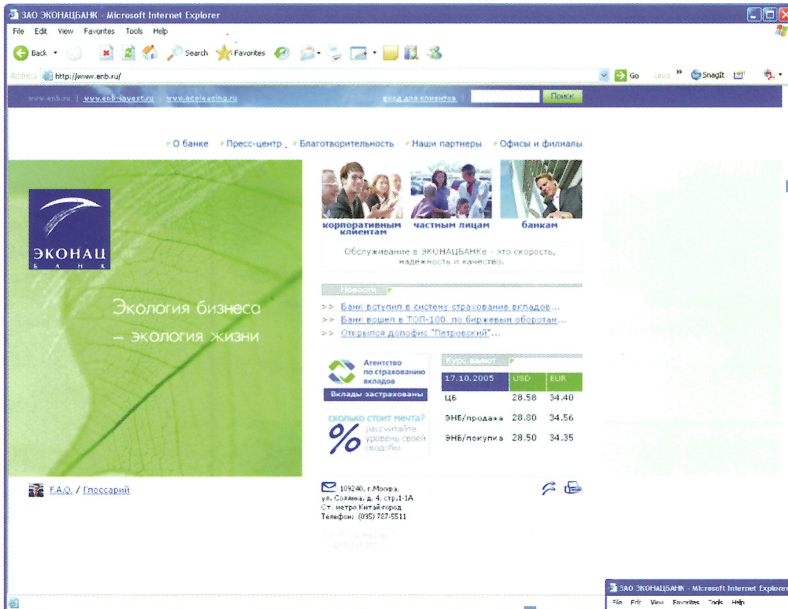 ЗАО ЭКОНАЦБАНК - Microsoft Internet Explorer
File Edit View Favorites Tools Help
Back Search Favorites
Address http://www.enb.ru/ Go Links » SnagIt
www.enb.ru | www.enb-invest.ru | www.ecoleasing.ru вход для клиентов | Поиск
О банке Пресс-центр Благотворительность Наши партнеры Офисы и филиалы
ЭКОНАЦ
БАНК
Экология бизнеса
– экология жизни
корпоративным клиентам частным лицам банкам
Обслуживание в ЭКОНАЦБАНКе - это скорость,
надежность и качество.
Новости
>> Банк вступил в систему страхование вкладов...
>> Банк вошел в ТОП-100 по биржевым оборотам...
>> Открылся допофис "Петровский"...
Агентство
по страхованию
вкладов
Вклады застрахованы
сколько стоит мечта?
% рассчитайте
уровень своей
свободы
Курс валют
17.10.2005 USD EUR
ЦБ 28.58 34.40
ЭНБ/продажа 28.80 34.56
ЭНБ/покупка 28.50 34.35
F.A.Q. / Глоссарий
109240, г.Москва,
ул. Солянка, д. 4, стр.1-1А
Ст. метро Китай-город
Телефон: (095) 787-5511
ЗАО ЭКОНАЦБАНК - Microsoft Internet Explorer
File Edit View Favorites Tools Help